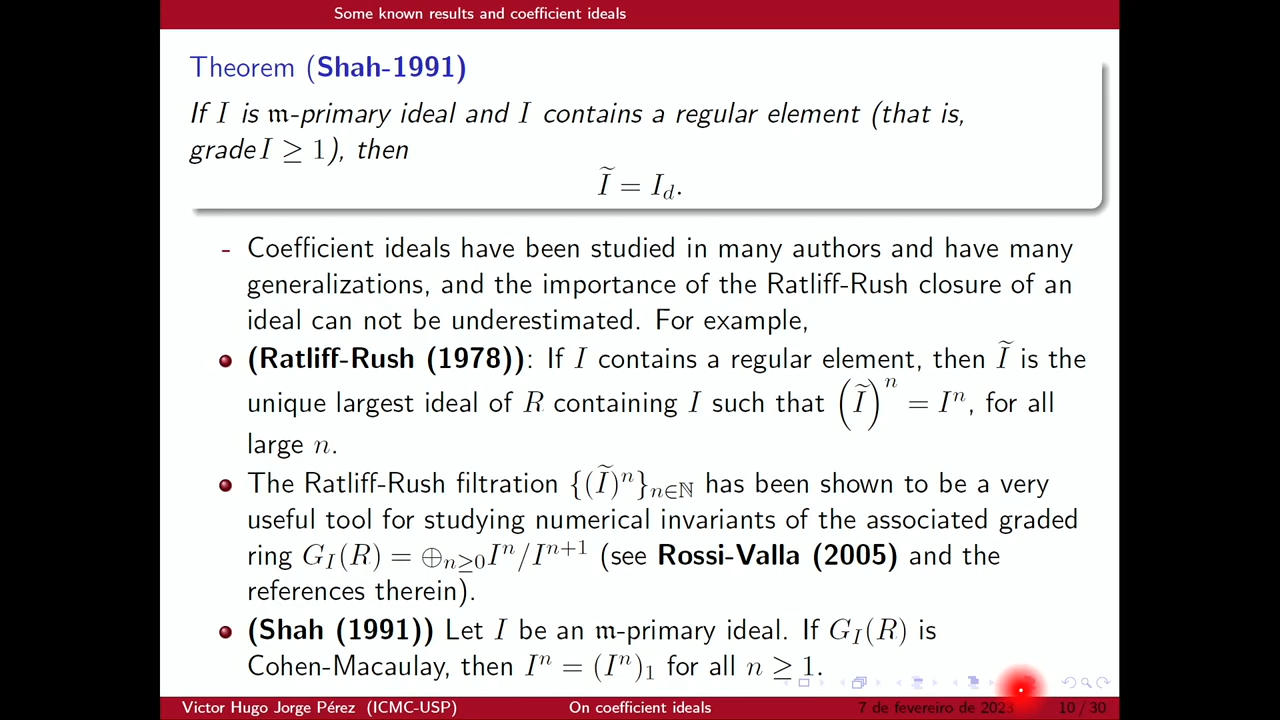 Some known results and coefficient ideals
Theorem (Shah-1991)
If I is 𝔪-primary ideal and I contains a regular element (that is,
grade I ≥ 1), then
Ĩ = I_d.
- Coefficient ideals have been studied in many authors and have many
generalizations, and the importance of the Ratliff-Rush closure of an
ideal can not be underestimated. For example,
(Ratliff-Rush (1978)): If I contains a regular element, then Ĩ is the
unique largest ideal of R containing I such that (Ĩ)^n = I^n, for all
large n.
The Ratliff-Rush filtration {(Ĩ)^n}_{n∈ℕ} has been shown to be a very
useful tool for studying numerical invariants of the associated graded
ring G_I(R) = ⊕_{n≥0} I^n/I^{n+1} (see Rossi-Valla (2005) and the
references therein).
(Shah (1991)) Let I be an 𝔪-primary ideal. If G_I(R) is
Cohen-Macaulay, then I^n = (I^n)_1 for all n ≥ 1.
Victor Hugo Jorge Pérez (ICMC-USP) On coefficient ideals 7 de fevereiro de 2023 10 / 30